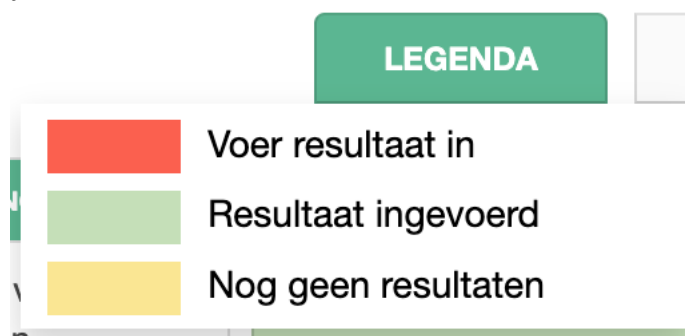 LEGENDA
Voer resultaat in
Resultaat ingevoerd
Nog geen resultaten